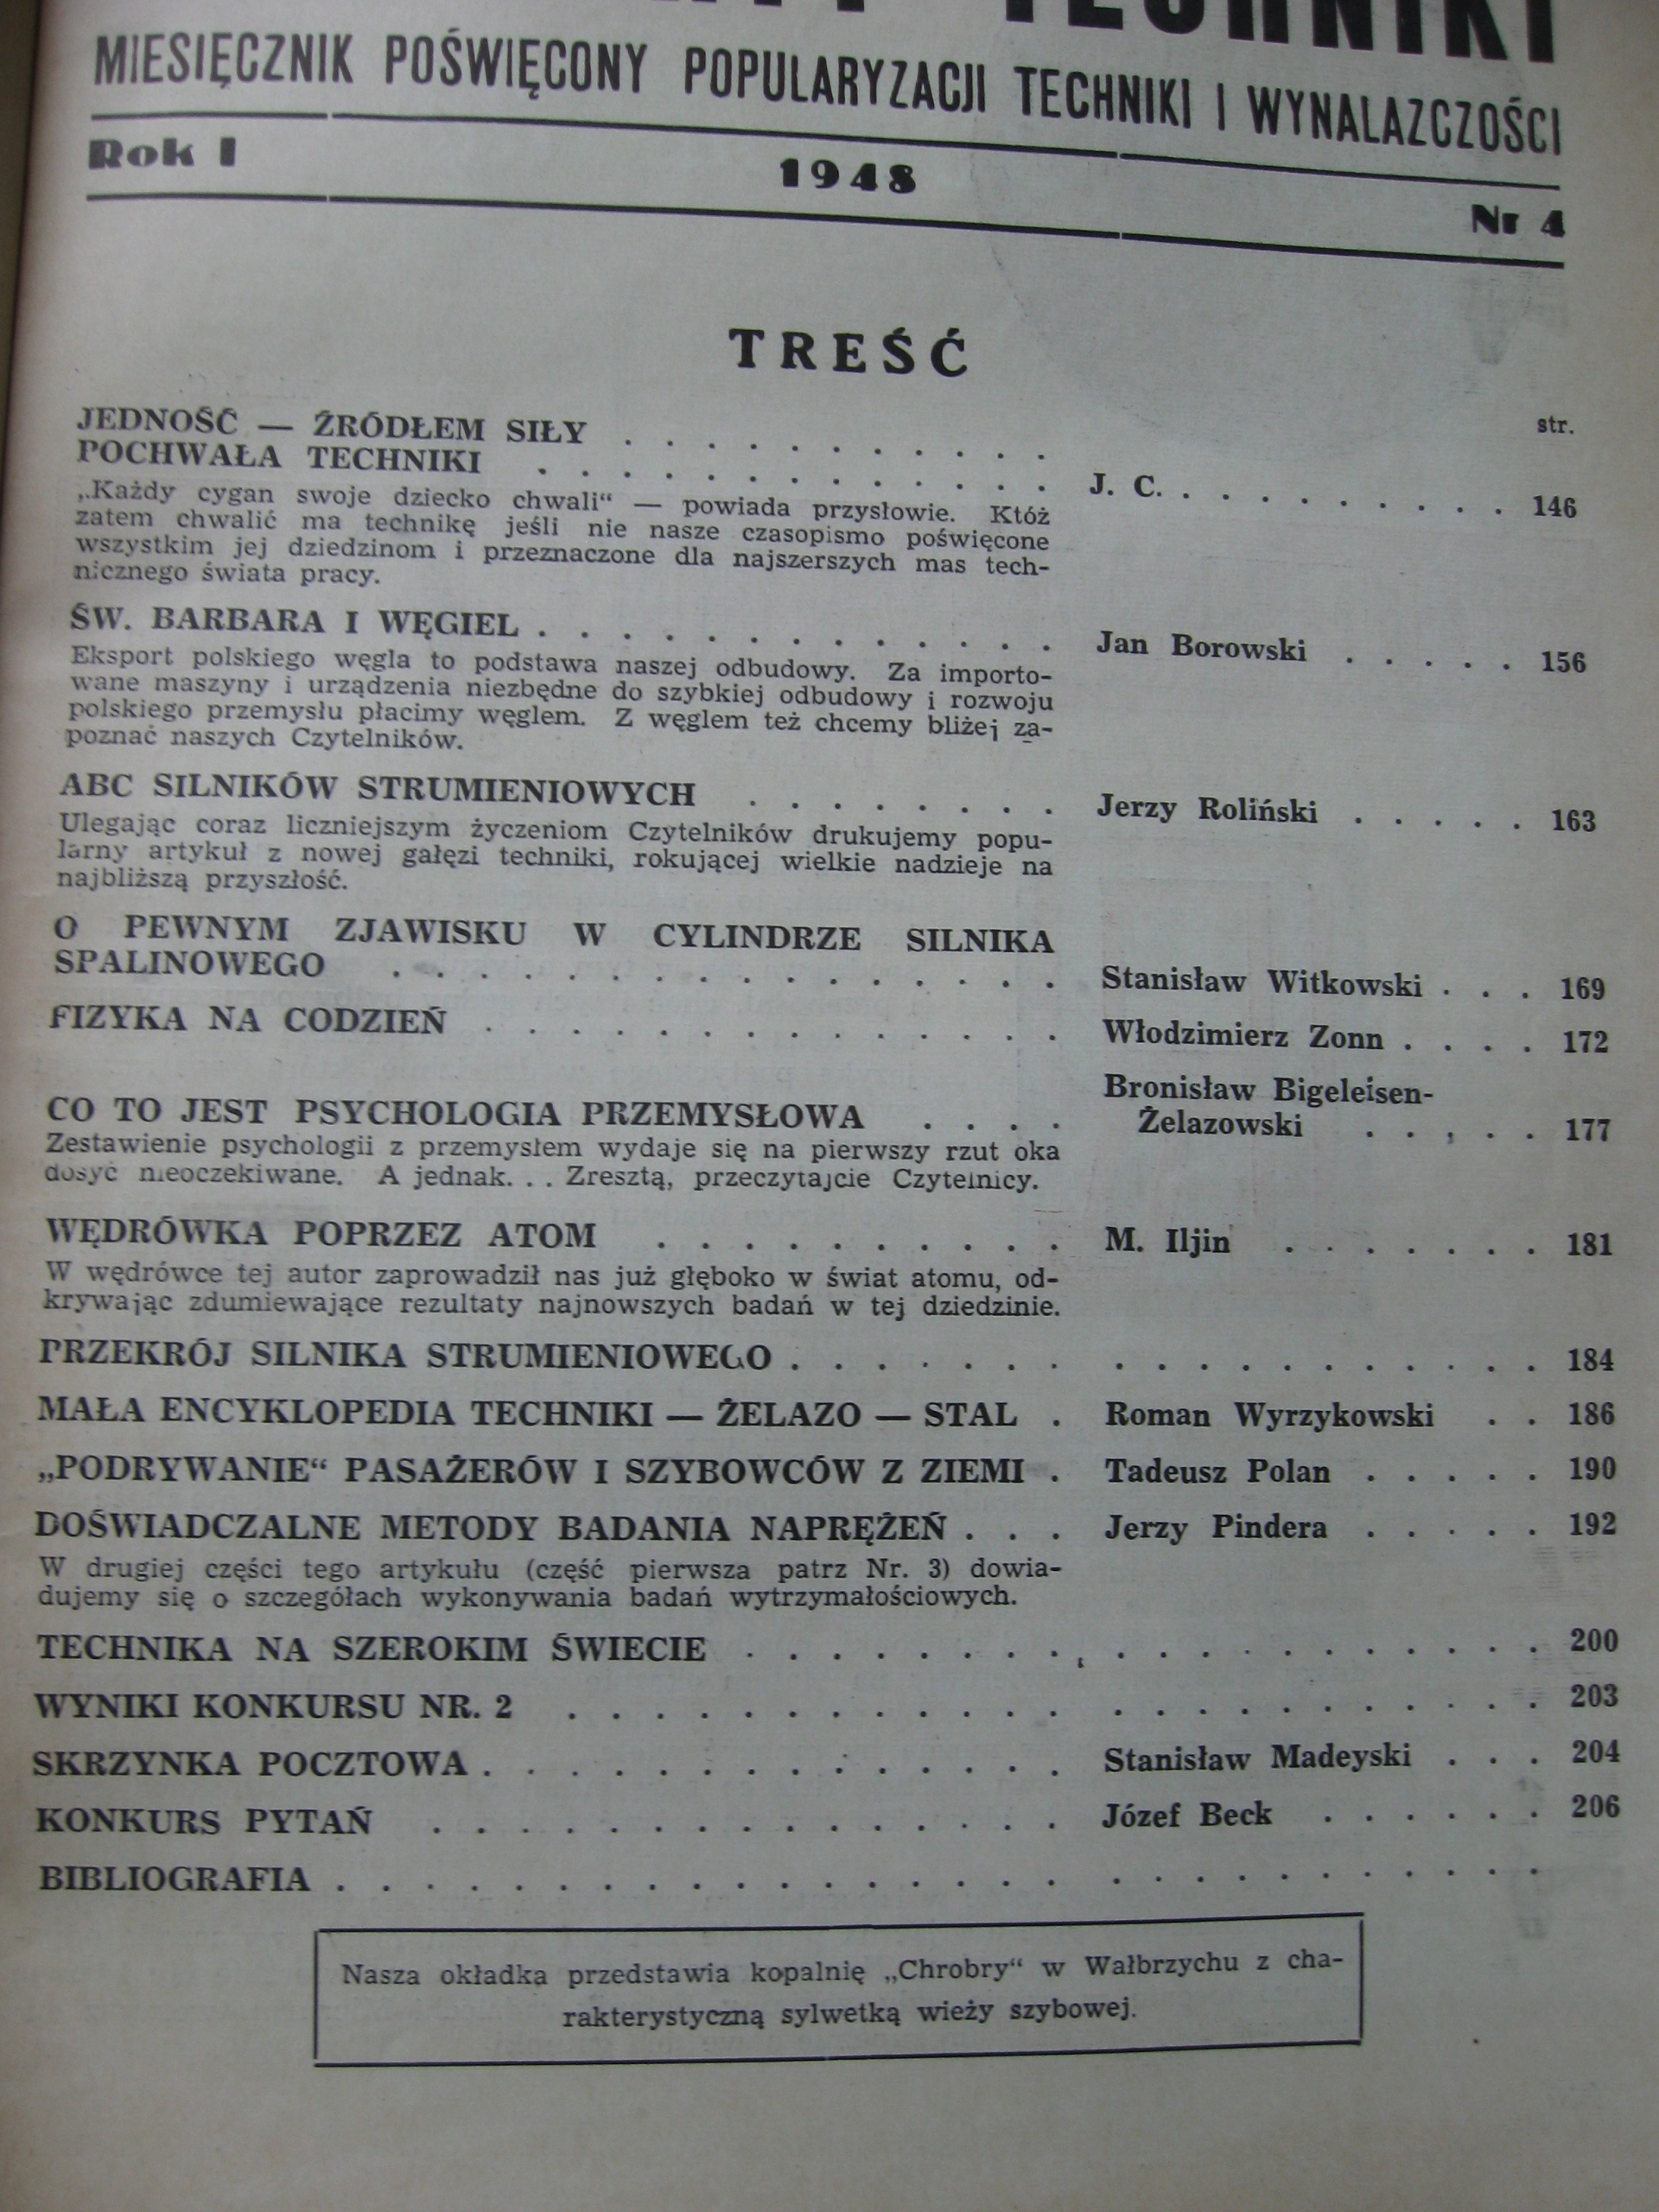 TECHNIKI
MIESIĘCZNIK POŚWIĘCONY POPULARYZACJI TECHNIKI I WYNALAZCZOŚCI
Rok I 1948 Nr 4
TREŚĆ
str.
JEDNOŚĆ — ŹRÓDŁEM SIŁY . . . . . . . . . . .
POCHWAŁA TECHNIKI . . . . . . . . . . . . . J. C. . . . . . . . . . 146
„Każdy cygan swoje dziecko chwali“ — powiada przysłowie. Któż
zatem chwalić ma technikę jeśli nie nasze czasopismo poświęcone
wszystkim jej dziedzinom i przeznaczone dla najszerszych mas tech-
nicznego świata pracy.
ŚW. BARBARA I WĘGIEL . . . . . . . . . . . . . Jan Borowski . . . . . 156
Eksport polskiego węgla to podstawa naszej odbudowy. Za importo-
wane maszyny i urządzenia niezbędne do szybkiej odbudowy i rozwoju
polskiego przemysłu płacimy węglem. Z węglem też chcemy bliżej za-
poznać naszych Czytelników.
ABC SILNIKÓW STRUMIENIOWYCH . . . . . . . . Jerzy Roliński . . . . . 163
Ulegając coraz liczniejszym życzeniom Czytelników drukujemy popu-
larny artykuł z nowej gałęzi techniki, rokującej wielkie nadzieje na
najbliższą przyszłość.
O PEWNYM ZJAWISKU W CYLINDRZE SILNIKA
SPALINOWEGO . . . . . . . . . . . . . . . . Stanisław Witkowski . . . 169
FIZYKA NA CODZIEŃ . . . . . . . . . . . . . . Włodzimierz Zonn . . . . 172
Bronisław Bigeleisen-
CO TO JEST PSYCHOLOGIA PRZEMYSŁOWA . . . . Żelazowski . . . . . 177
Zestawienie psychologii z przemysłem wydaje się na pierwszy rzut oka
dosyć nieoczekiwane. A jednak. . . Zresztą, przeczytajcie Czytelnicy.
WĘDRÓWKA POPRZEZ ATOM . . . . . . . . . . M. Iljin . . . . . . . 181
W wędrówce tej autor zaprowadził nas już głęboko w świat atomu, od-
krywając zdumiewające rezultaty najnowszych badań w tej dziedzinie.
PRZEKRÓJ SILNIKA STRUMIENIOWEGO . . . . . . . . . . . . . . . . . . 184
MAŁA ENCYKLOPEDIA TECHNIKI — ŻELAZO — STAL . Roman Wyrzykowski . . 186
„PODRYWANIE“ PASAŻERÓW I SZYBOWCÓW Z ZIEMI . Tadeusz Polan . . . . . 190
DOŚWIADCZALNE METODY BADANIA NAPRĘŻEŃ . . . Jerzy Pindera . . . . . 192
W drugiej części tego artykułu (część pierwsza patrz Nr. 3) dowia-
dujemy się o szczegółach wykonywania badań wytrzymałościowych.
TECHNIKA NA SZEROKIM ŚWIECIE . . . . . . . . . . . . . . . . . . . 200
WYNIKI KONKURSU NR. 2 . . . . . . . . . . . . . . . . . . . . . . 203
SKRZYNKA POCZTOWA . . . . . . . . . . . . . . Stanisław Madeyski . . . 204
KONKURS PYTAŃ . . . . . . . . . . . . . . . Józef Beck . . . . . . 206
BIBLIOGRAFIA . . . . . . . . . . . . . . . . . . . . . . . . . . .
Nasza okładka przedstawia kopalnię „Chrobry“ w Wałbrzychu z cha-
rakterystyczną sylwetką wieży szybowej.